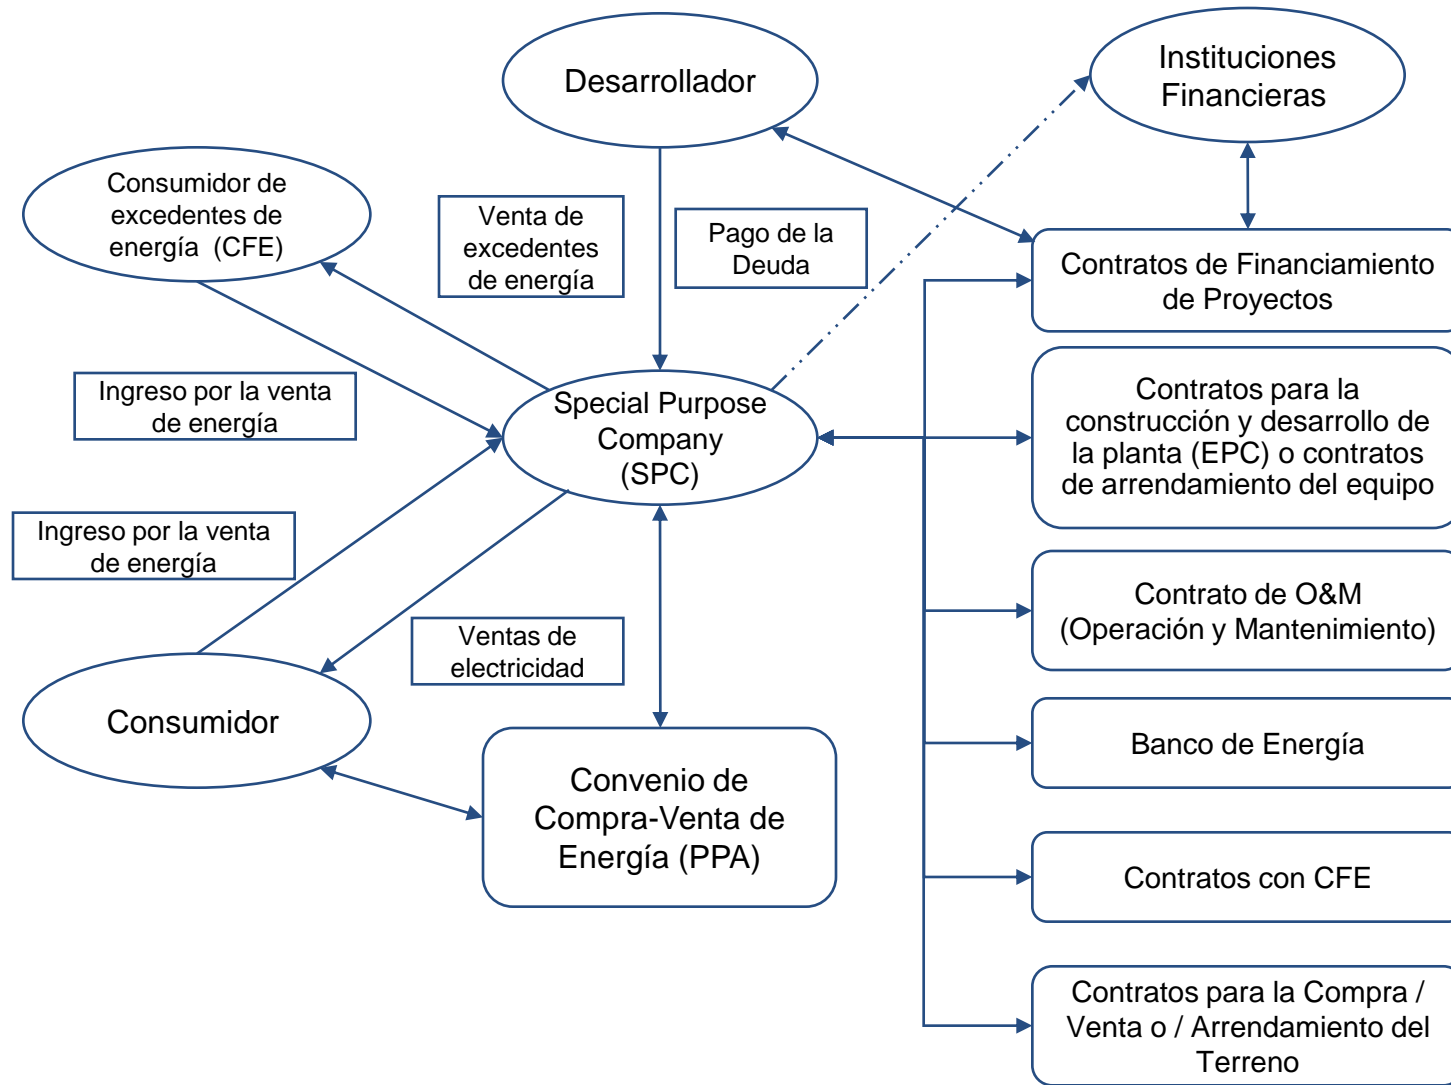 Desarrollador
Instituciones
Financieras
Consumidor de
excedentes de
energía (CFE)
Venta de
excedentes
de energía
Pago de la
Deuda
Contratos de Financiamiento
de Proyectos
Ingreso por la venta
de energía
Special Purpose
Company
(SPC)
Contratos para la
construcción y desarrollo de
la planta (EPC) o contratos
de arrendamiento del equipo
Ingreso por la venta
de energía
Contrato de O&M
(Operación y Mantenimiento)
Ventas de
electricidad
Consumidor
Banco de Energía
Convenio de
Compra-Venta de
Energía (PPA)
Contratos con CFE
Contratos para la Compra /
Venta o / Arrendamiento del
Terreno